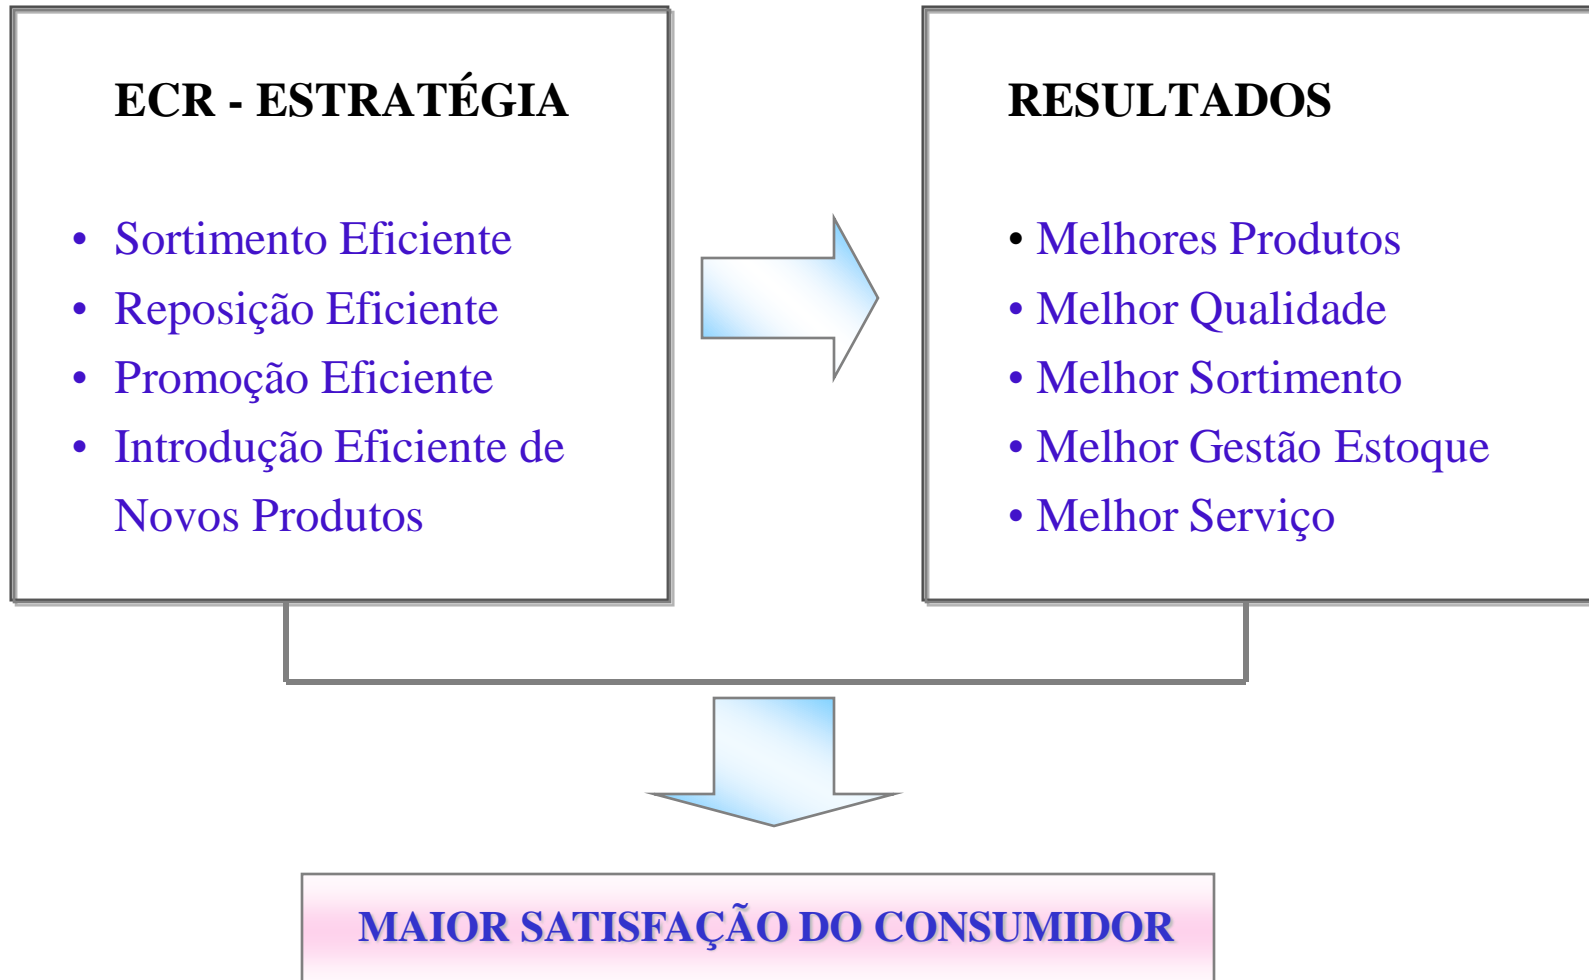 ECR - ESTRATÉGIA
• Sortimento Eficiente
• Reposição Eficiente
• Promoção Eficiente
• Introdução Eficiente de
Novos Produtos
RESULTADOS
• Melhores Produtos
• Melhor Qualidade
• Melhor Sortimento
• Melhor Gestão Estoque
• Melhor Serviço
MAIOR SATISFAÇÃO DO CONSUMIDOR